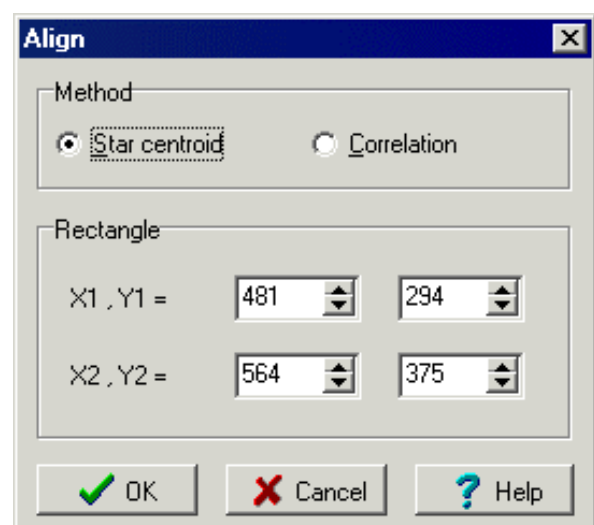 Align
Method
Star centroid Correlation
Rectangle
X1 , Y1 = 481 294
X2 , Y2 = 564 375
OK Cancel ? Help